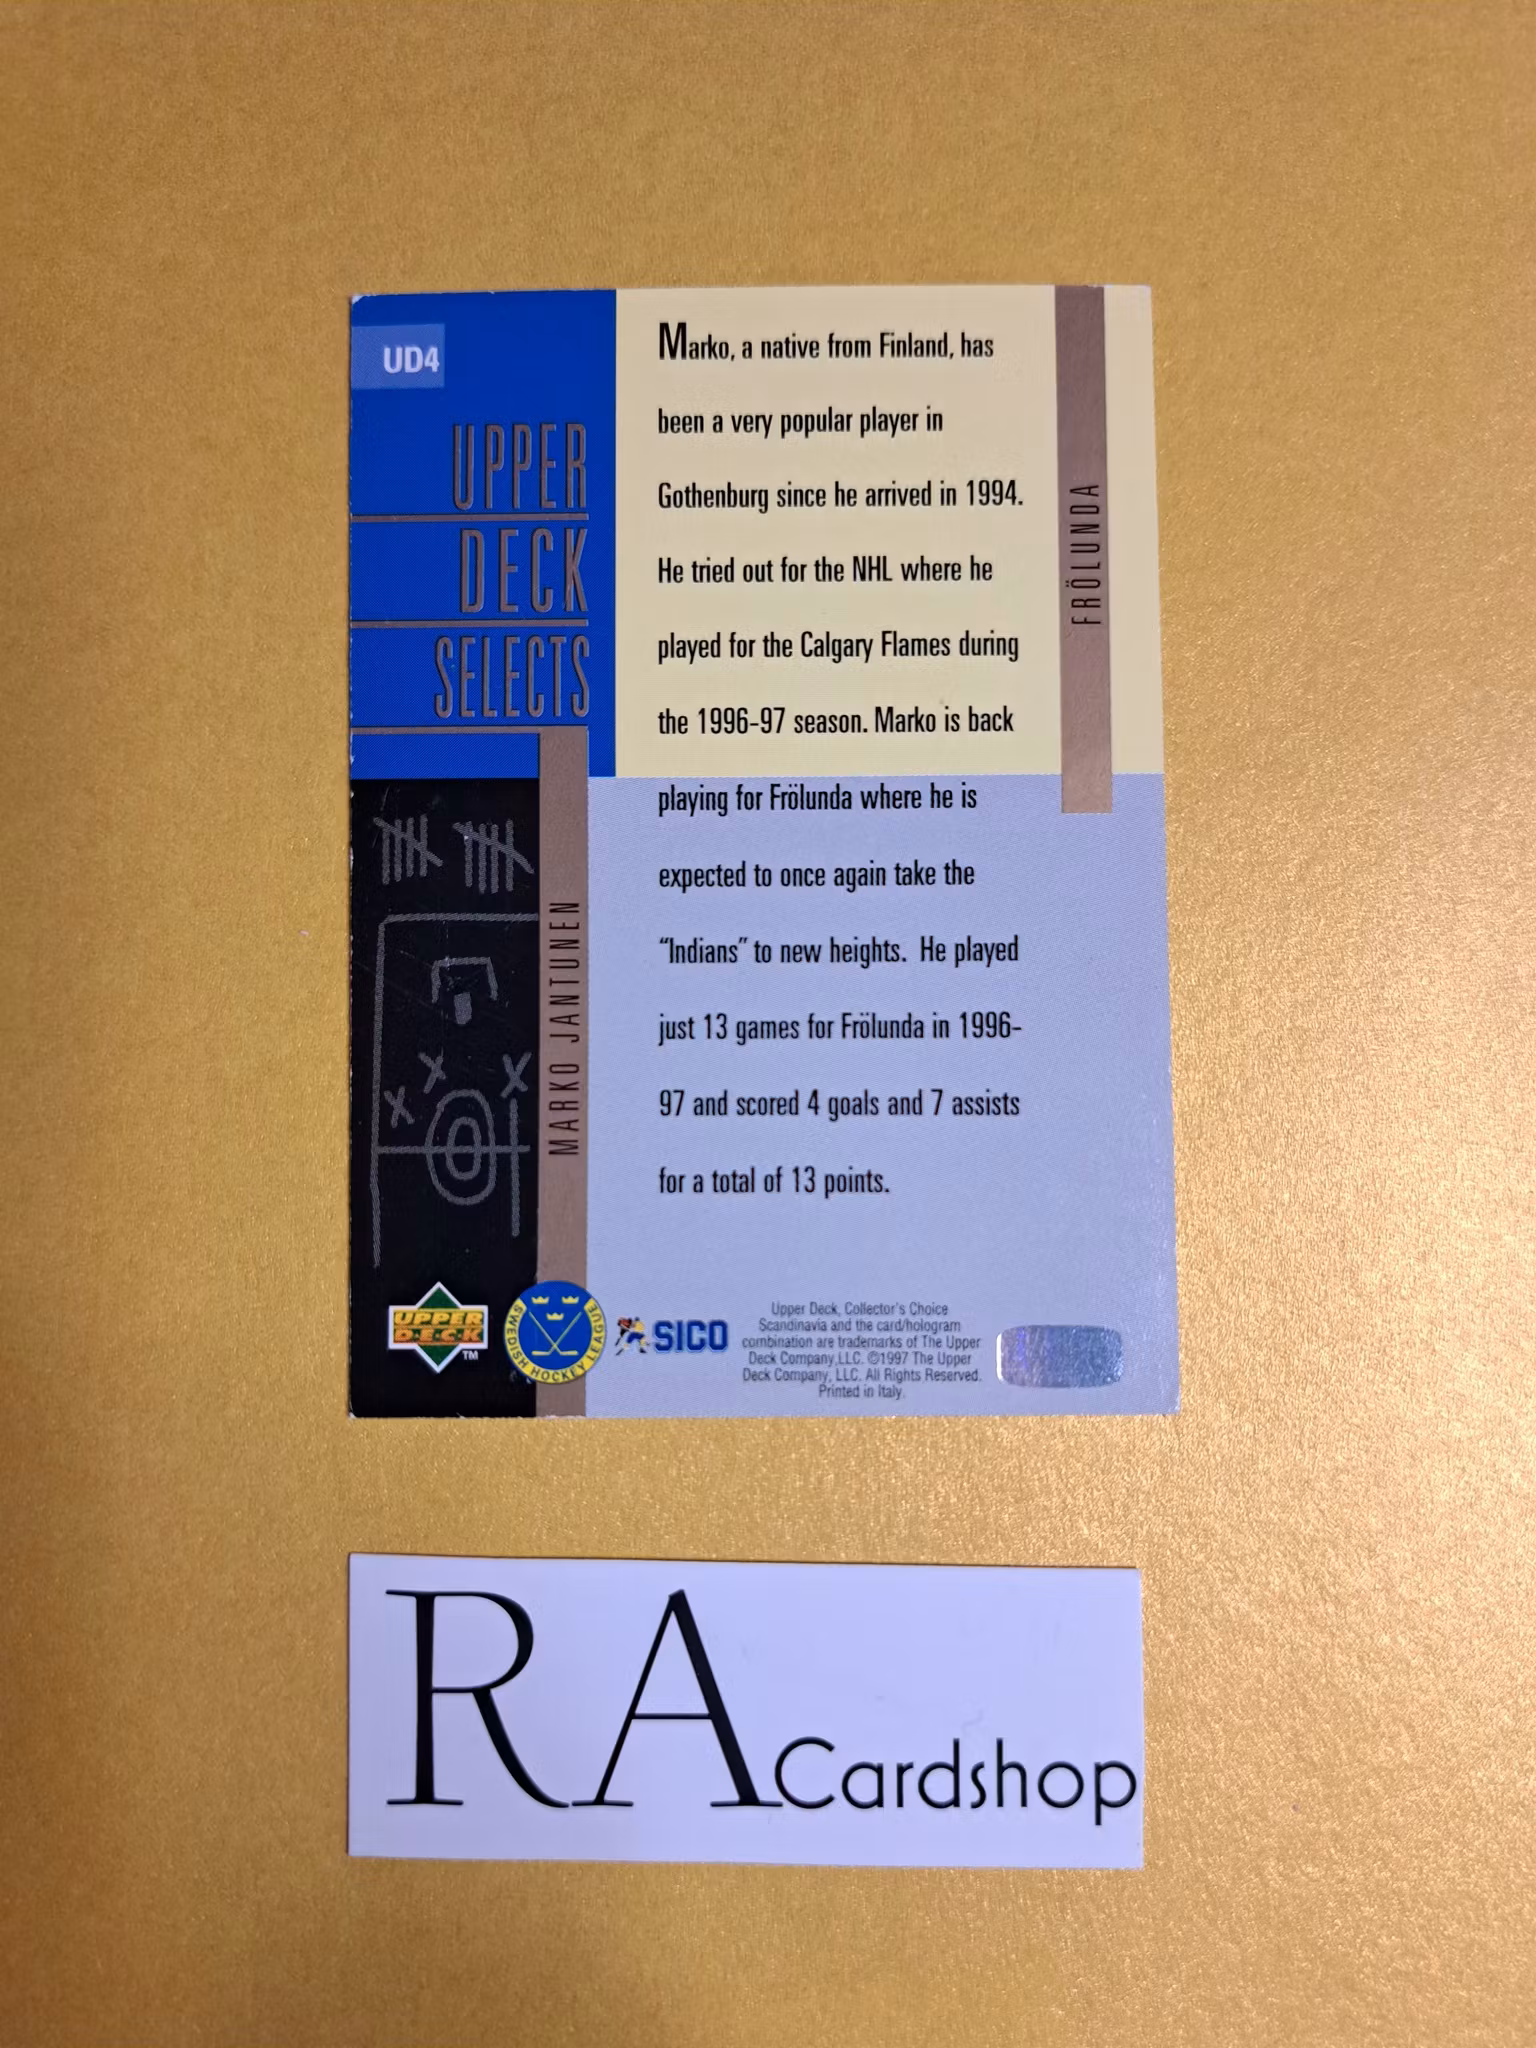 UD4
UPPER
DECK
SELECTS
MARKO JANTUNEN
Marko, a native from Finland, has
been a very popular player in
Gothenburg since he arrived in 1994.
He tried out for the NHL where he
played for the Calgary Flames during
the 1996-97 season. Marko is back
playing for Frölunda where he is
expected to once again take the
“Indians” to new heights. He played
just 13 games for Frölunda in 1996-
97 and scored 4 goals and 7 assists
for a total of 13 points.
FRÖLUNDA
UPPER
DECK
TM
SWEDISH HOCKEY LEAGUE
SICO
Upper Deck, Collector's Choice
Scandinavia and the card/hologram
combination are trademarks of The Upper
Deck Company,LLC. ©1997 The Upper
Deck Company, LLC. All Rights Reserved.
Printed in Italy.
RA Cardshop